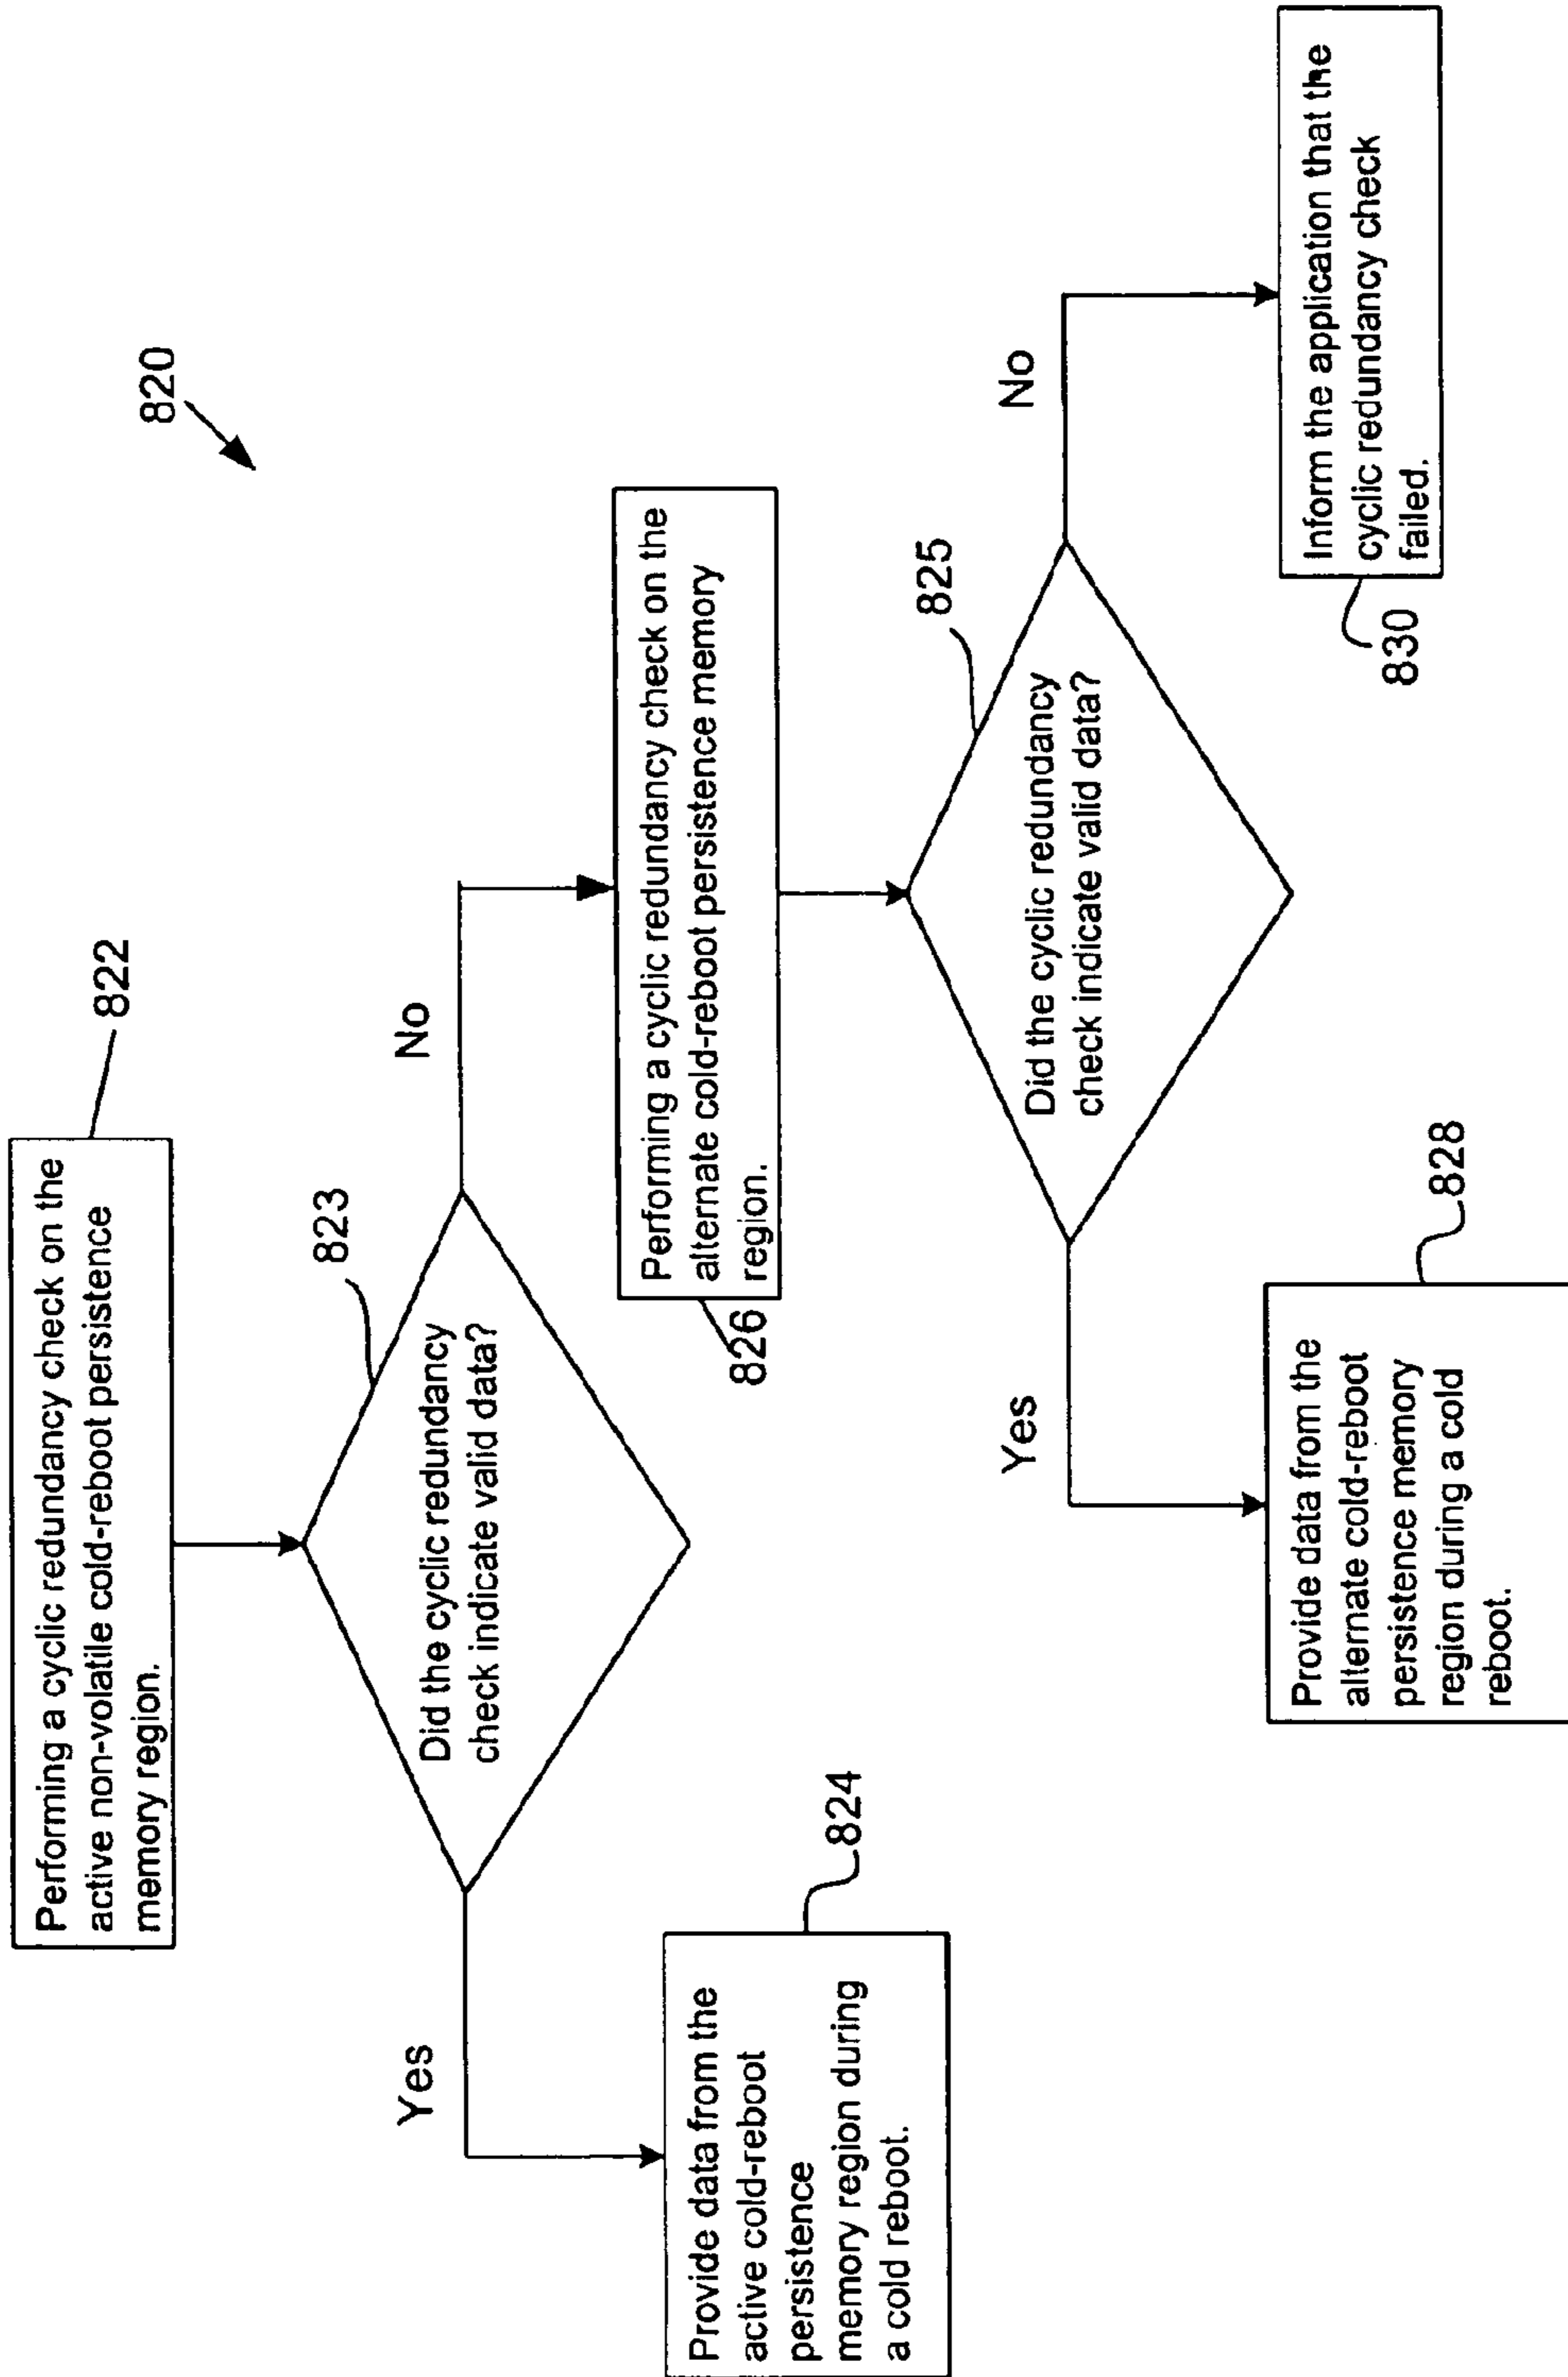 820
Performing a cyclic redundancy check on the
active non-volatile cold-reboot persistence
memory region.
822
Did the cyclic redundancy
check indicate valid data?
823
Yes
No
Provide data from the
active cold-reboot
persistence
memory region during
a cold reboot.
824
Performing a cyclic redundancy check on the
alternate cold-reboot persistence memory
region.
826
Did the cyclic redundancy
check indicate valid data?
825
Yes
No
Provide data from the
alternate cold-reboot
persistence memory
region during a cold
reboot.
828
Inform the application that the
cyclic redundancy check
failed.
830